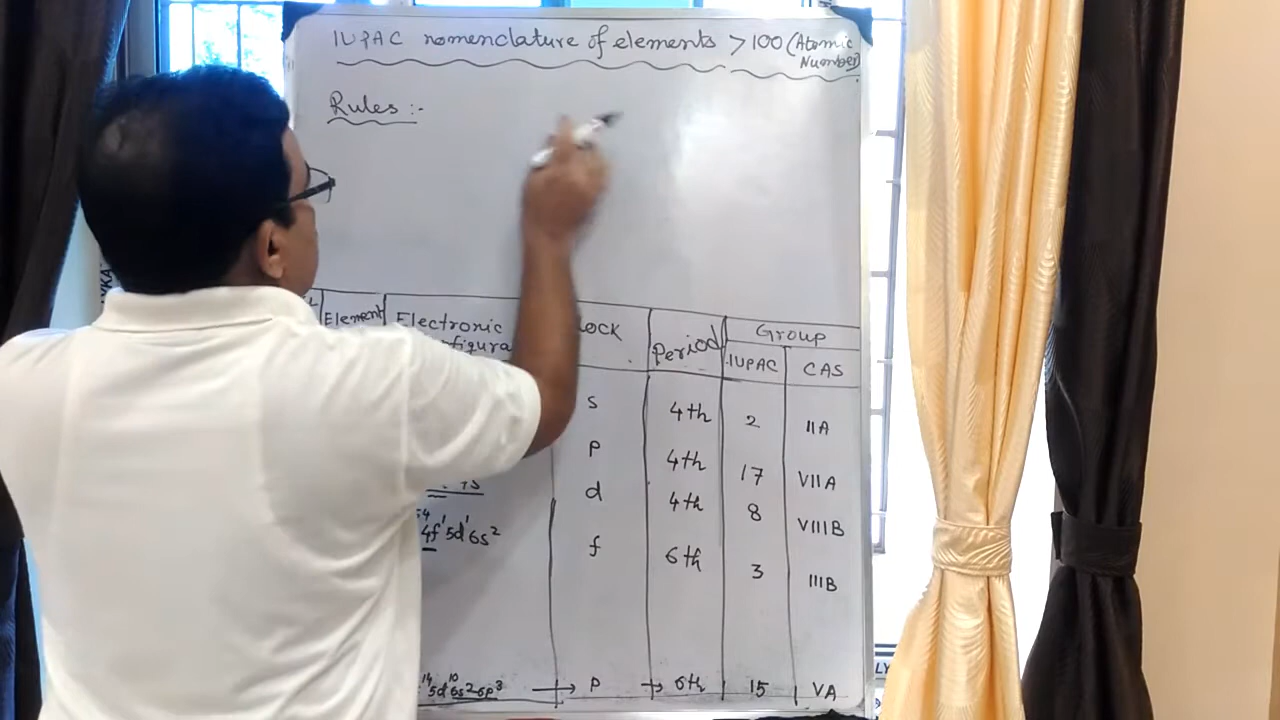 IUPAC nomenclature of elements > 100 (Atomic
Number)
Rules :-
Element
Electronic
Period
Group
IUPAC
CAS
s
4th
2
IIA
p
4th
17
VIIA
d
4th
8
VIIIB
4f¹5d¹6s²
f
6th
3
IIIB
5d¹⁰6s²6p³ → p → 6th
15
VA